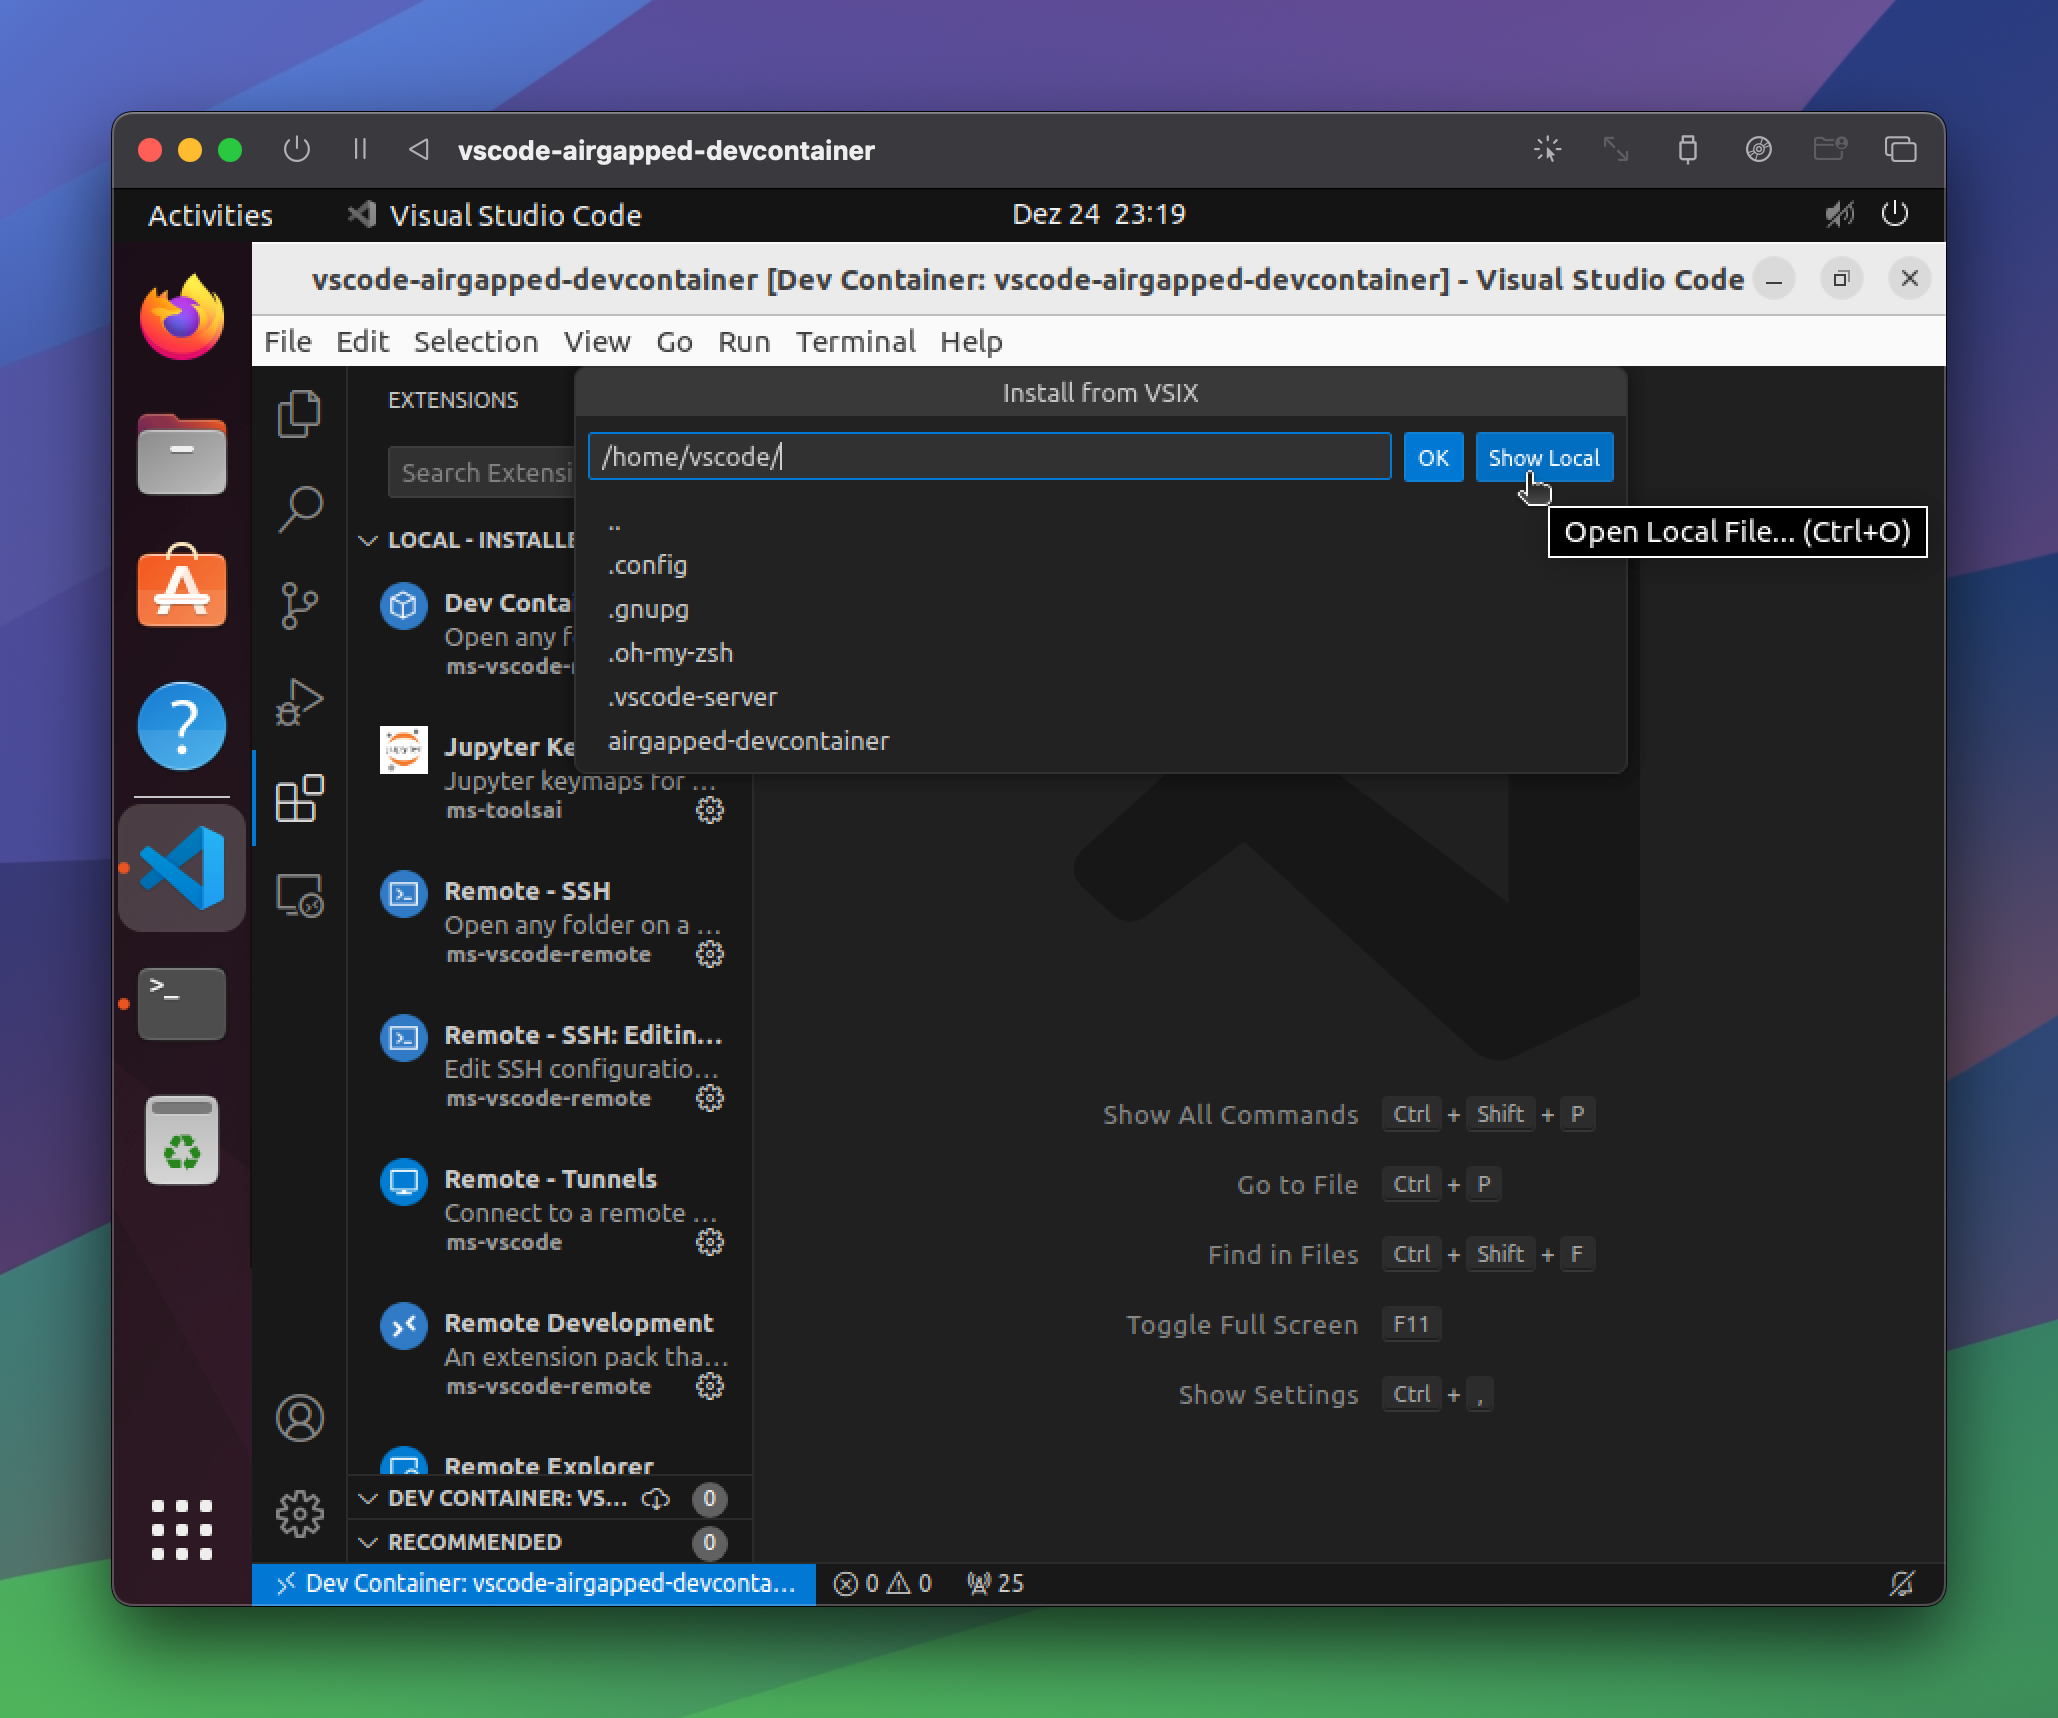 vscode-airgapped-devcontainer
Activities
Visual Studio Code
Dez 24 23:19
vscode-airgapped-devcontainer [Dev Container: vscode-airgapped-devcontainer] - Visual Studio Code
File Edit Selection View Go Run Terminal Help
EXTENSIONS
Install from VSIX
Search Extensi
/home/vscode/
OK
Show Local
Open Local File... (Ctrl+O)
..
.config
.gnupg
.oh-my-zsh
.vscode-server
airgapped-devcontainer
LOCAL - INSTALLE
Dev Conta
Open any f
ms-vscode-r
Jupyter Ke
Jupyter keymaps for ...
ms-toolsai
Remote - SSH
Open any folder on a ...
ms-vscode-remote
Remote - SSH: Editin...
Edit SSH configuratio...
ms-vscode-remote
Remote - Tunnels
Connect to a remote ...
ms-vscode
Remote Development
An extension pack tha...
ms-vscode-remote
Remote Explorer
DEV CONTAINER: VS... 0
RECOMMENDED 0
Show All Commands Ctrl + Shift + P
Go to File Ctrl + P
Find in Files Ctrl + Shift + F
Toggle Full Screen F11
Show Settings Ctrl + ,
Dev Container: vscode-airgapped-devconta... 0 0 25